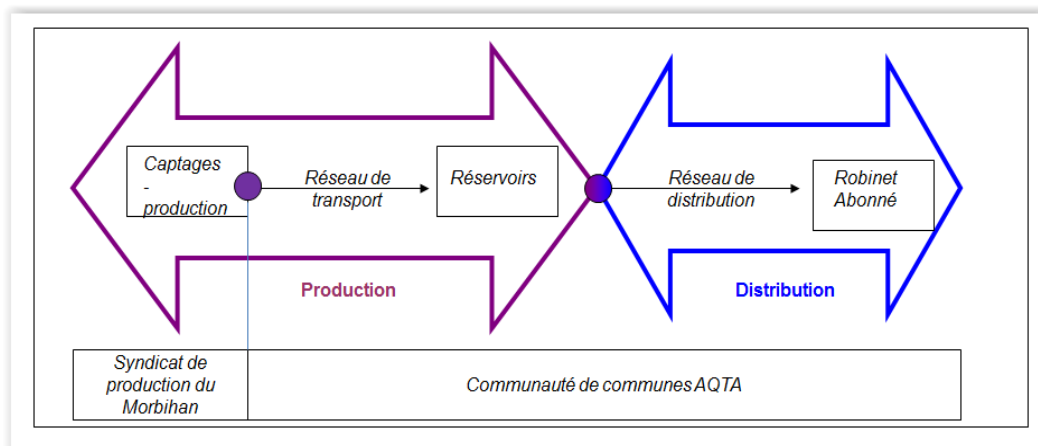 Captages
-
production
Réseau de
transport
Réservoirs
Réseau de
distribution
Robinet
Abonné
Production
Distribution
Syndicat de
production du
Morbihan
Communauté de communes AQTA